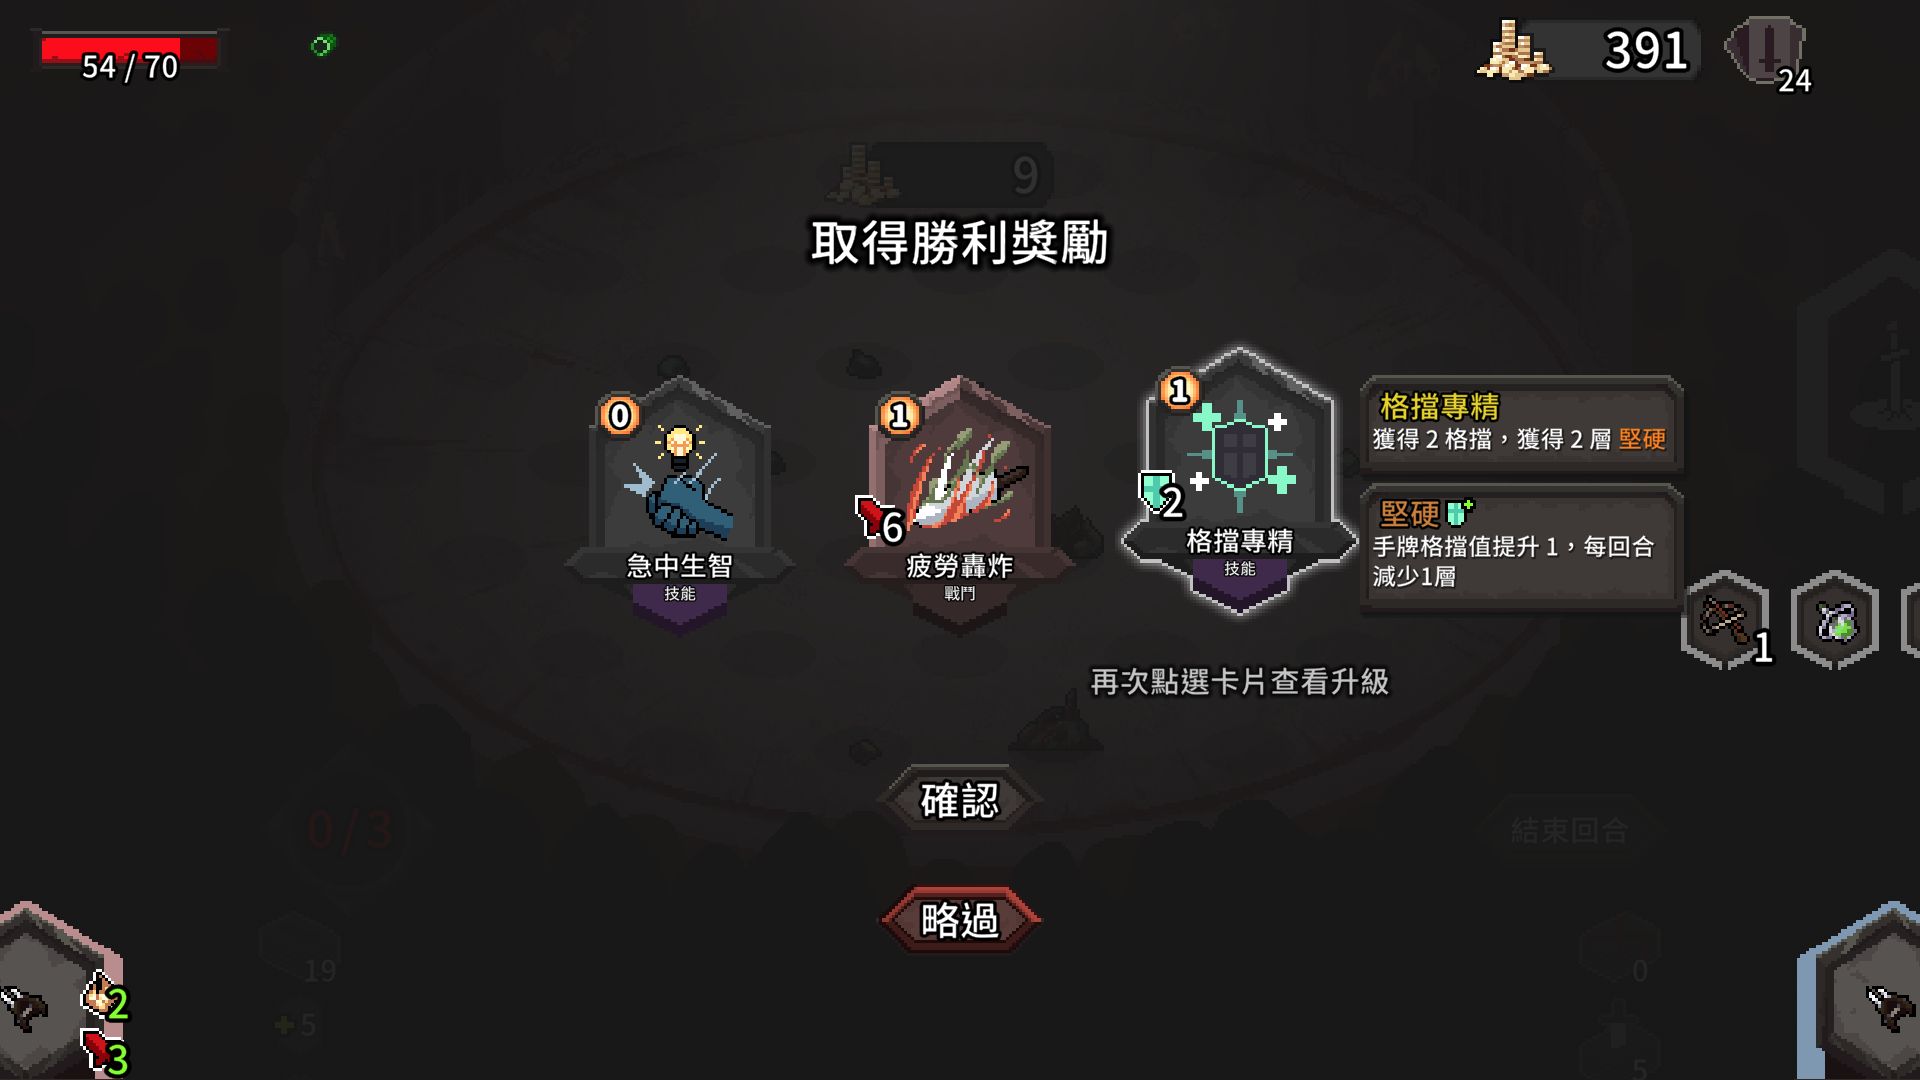 54 / 70
391
24
9
取得勝利獎勵
0
急中生智
技能
1
6
疲勞轟炸
戰鬥
1
2
格擋專精
技能
格擋專精
獲得 2 格擋，獲得 2 層 堅硬
堅硬
手牌格擋值提升 1，每回合
減少1層
1
再次點選卡片查看升級
確認
0/3
結束回合
略過
19
0
2
5
3
5